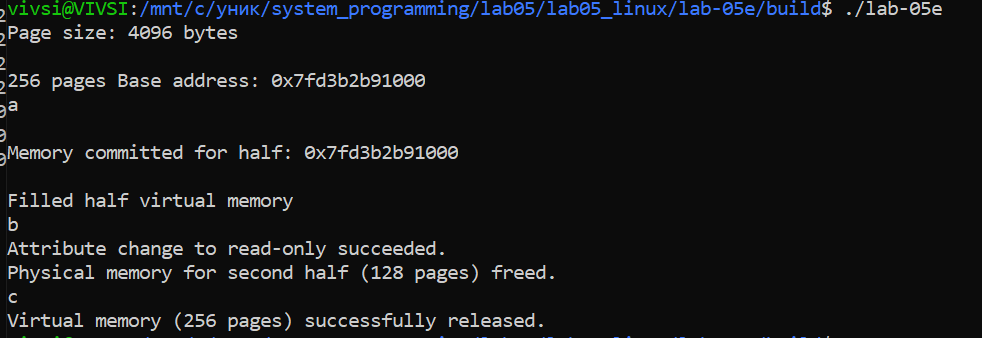 vivsi@VIVSI:/mnt/c/уник/system_programming/lab05/lab05_linux/lab-05e/build$ ./lab-05e
Page size: 4096 bytes
256 pages Base address: 0x7fd3b2b91000
a
Memory committed for half: 0x7fd3b2b91000
Filled half virtual memory
b
Attribute change to read-only succeeded.
Physical memory for second half (128 pages) freed.
c
Virtual memory (256 pages) successfully released.